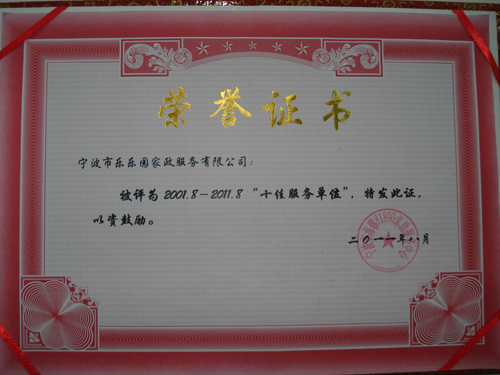 荣誉证书
宁波市乐乐园家政服务有限公司：
被评为2001.8-2011.8“十佳服务单位”，特发此证，
以资鼓励。
二〇一一年八月